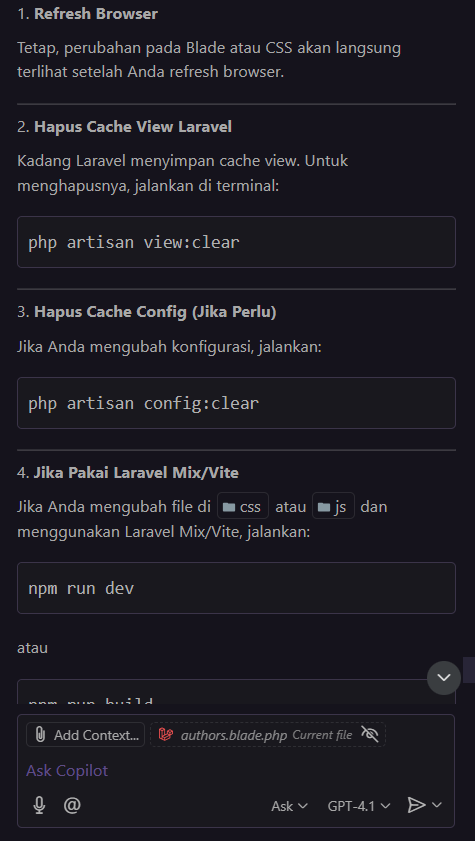 1. Refresh Browser
Tetap, perubahan pada Blade atau CSS akan langsung
terlihat setelah Anda refresh browser.
2. Hapus Cache View Laravel
Kadang Laravel menyimpan cache view. Untuk
menghapusnya, jalankan di terminal:
php artisan view:clear
3. Hapus Cache Config (Jika Perlu)
Jika Anda mengubah konfigurasi, jalankan:
php artisan config:clear
4. Jika Pakai Laravel Mix/Vite
Jika Anda mengubah file di css atau js dan
menggunakan Laravel Mix/Vite, jalankan:
npm run dev
atau
npm run build
Add Context... authors.blade.php Current file
Ask Copilot
@ Ask GPT-4.1